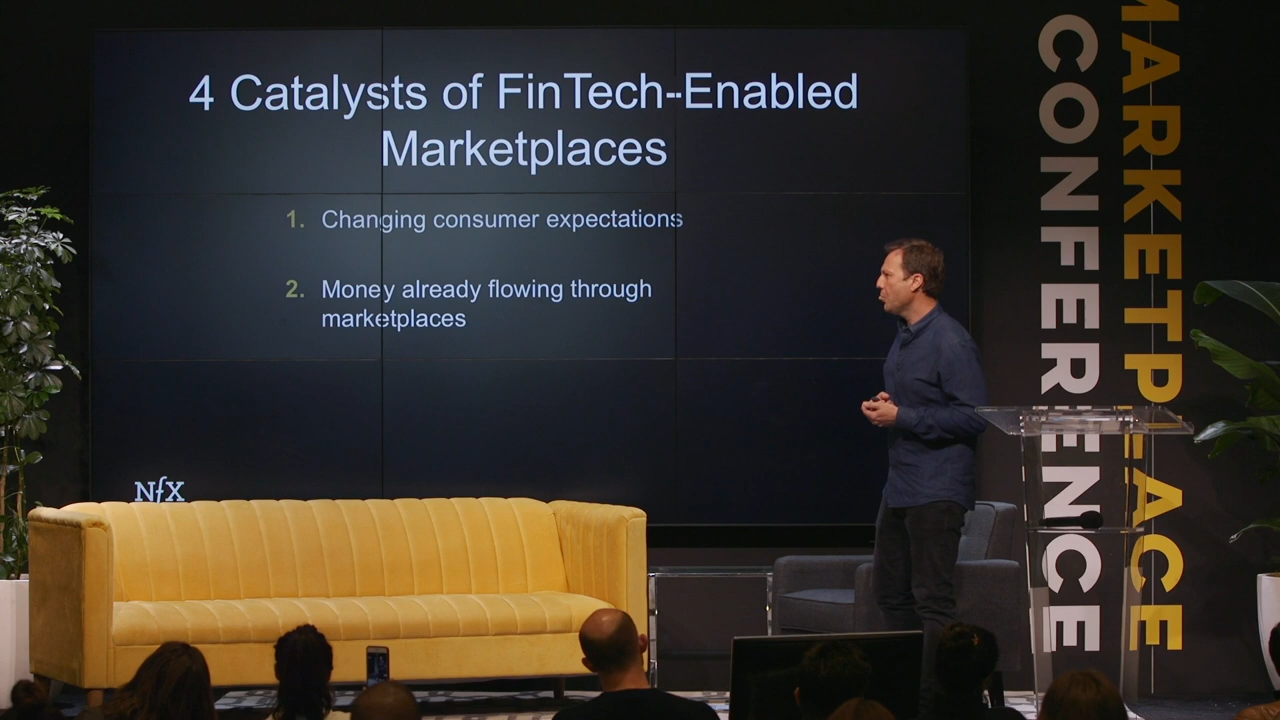 4 Catalysts of FinTech-Enabled
Marketplaces
1. Changing consumer expectations
2. Money already flowing through
marketplaces
NfX
MARKETPLACE
CONFERENCE